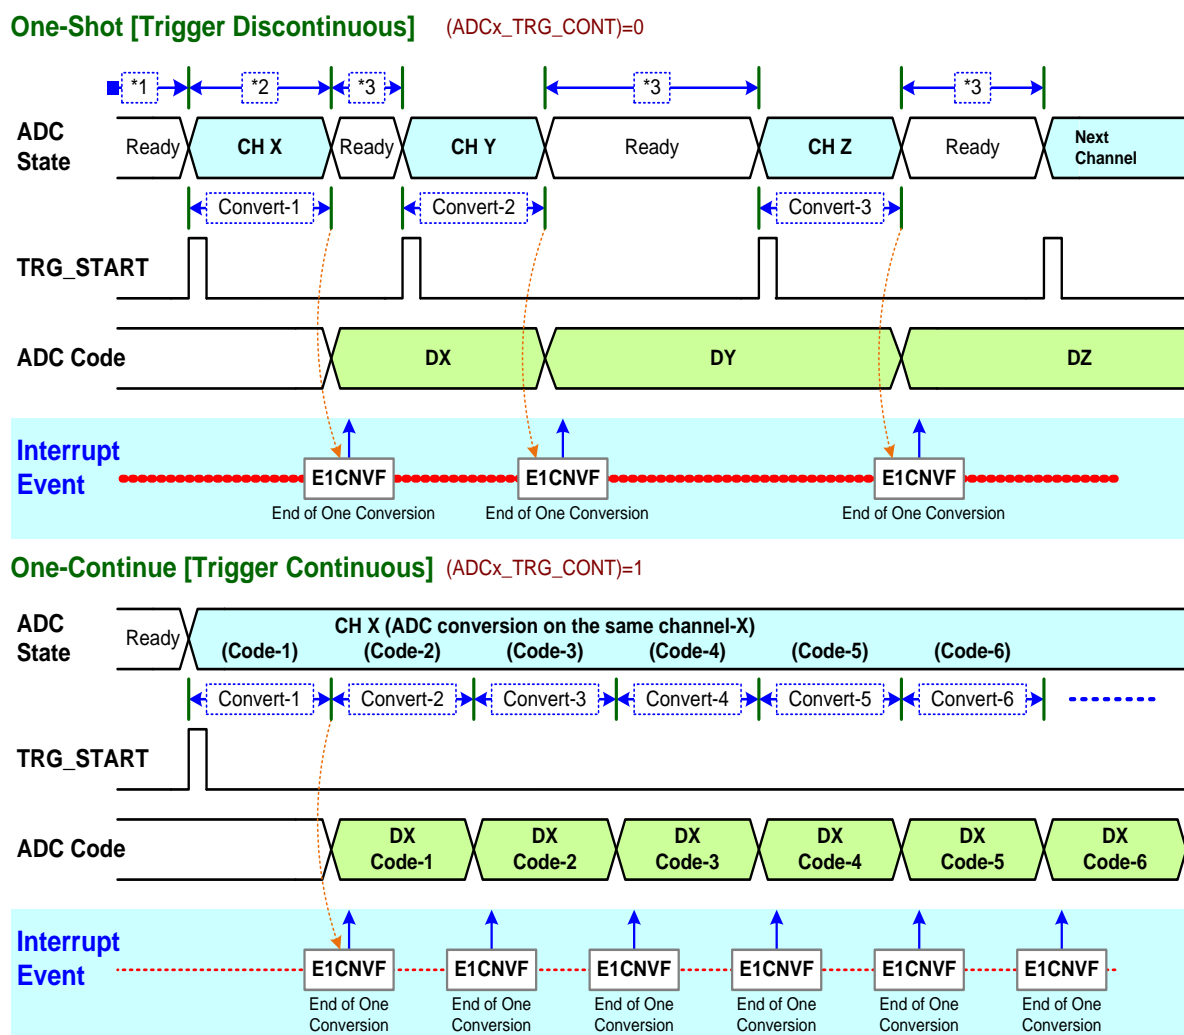 One-Shot [Trigger Discontinuous] (ADCx_TRG_CONT)=0
*1 *2 *3 *3 *3
ADC
State
Ready CH X Ready CH Y Ready CH Z Ready
Next
Channel
Convert-1 Convert-2 Convert-3
TRG_START
ADC Code DX DY DZ
Interrupt
Event
E1CNVF E1CNVF E1CNVF
End of One Conversion End of One Conversion End of One Conversion
One-Continue [Trigger Continuous] (ADCx_TRG_CONT)=1
ADC
State
Ready
CH X (ADC conversion on the same channel-X)
(Code-1) (Code-2) (Code-3) (Code-4) (Code-5) (Code-6)
Convert-1 Convert-2 Convert-3 Convert-4 Convert-5 Convert-6
TRG_START
ADC Code
DX DX DX DX DX DX
Code-1 Code-2 Code-3 Code-4 Code-5 Code-6
Interrupt
Event
E1CNVF E1CNVF E1CNVF E1CNVF E1CNVF E1CNVF
End of One End of One End of One End of One End of One End of One
Conversion Conversion Conversion Conversion Conversion Conversion